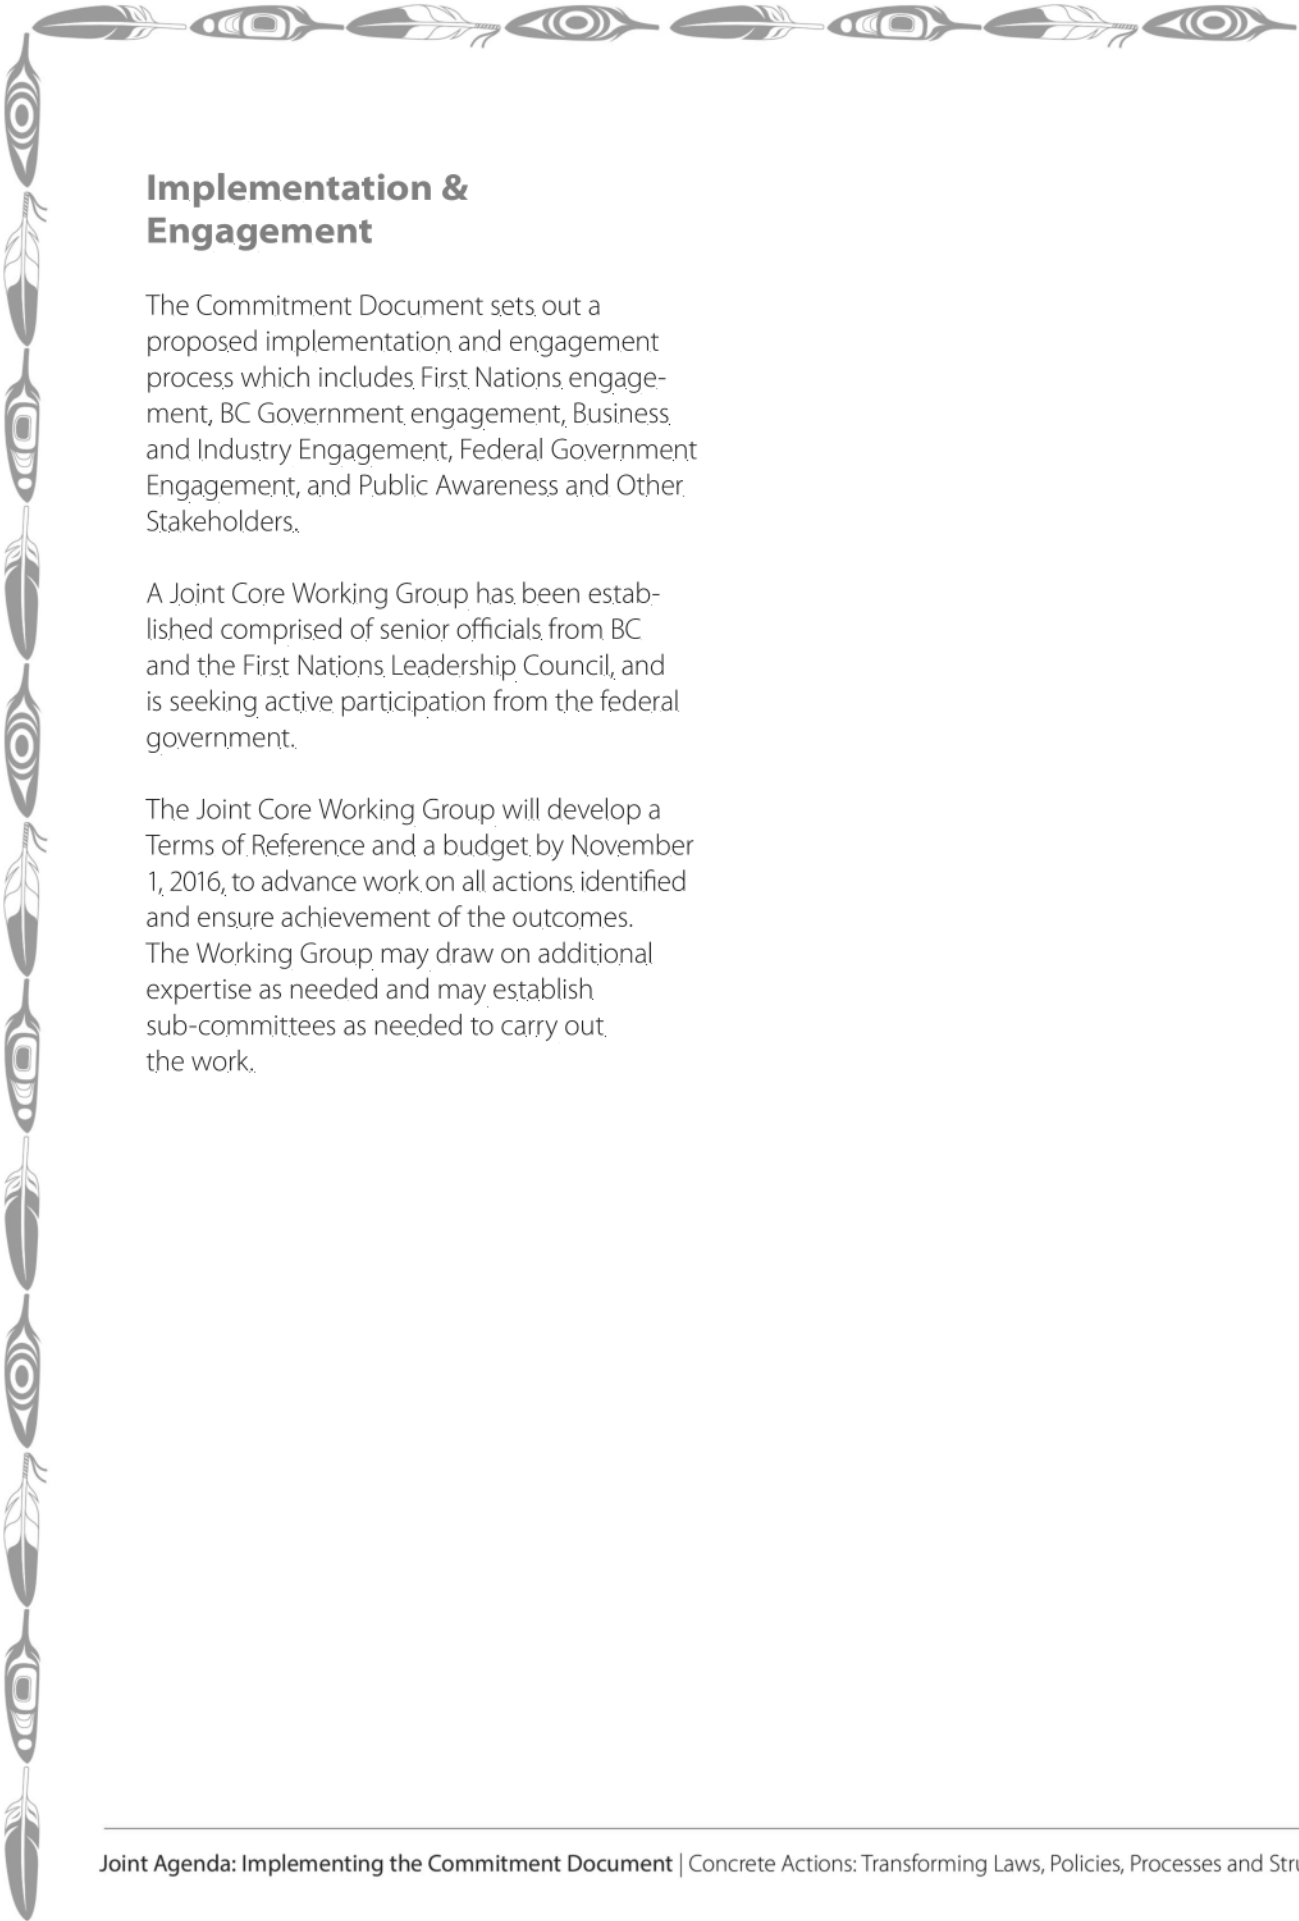 Implementation &
Engagement
The Commitment Document sets out a
proposed implementation and engagement
process which includes First Nations engage-
ment, BC Government engagement, Business
and Industry Engagement, Federal Government
Engagement, and Public Awareness and Other
Stakeholders.
A Joint Core Working Group has been estab-
lished comprised of senior officials from BC
and the First Nations Leadership Council, and
is seeking active participation from the federal
government.
The Joint Core Working Group will develop a
Terms of Reference and a budget by November
1, 2016, to advance work on all actions identified
and ensure achievement of the outcomes.
The Working Group may draw on additional
expertise as needed and may establish
sub-committees as needed to carry out
the work.
Joint Agenda: Implementing the Commitment Document | Concrete Actions: Transforming Laws, Policies, Processes and